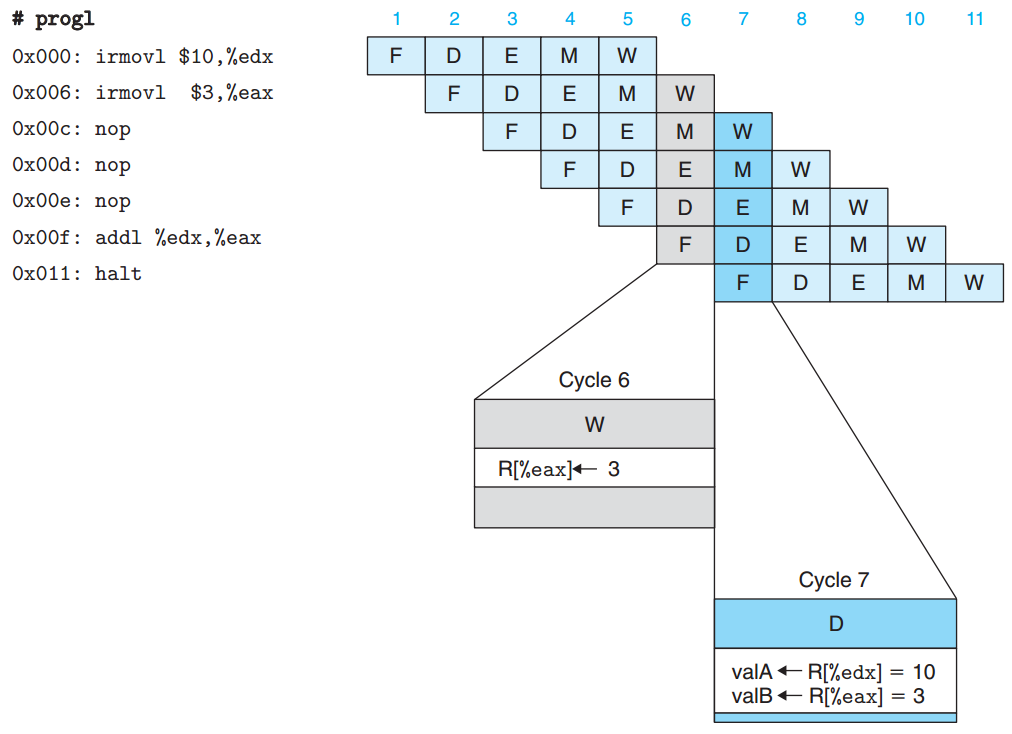 # prog1
1 2 3 4 5 6 7 8 9 10 11
0x000: irmovl $10,%edx F D E M W
0x006: irmovl $3,%eax F D E M W
0x00c: nop F D E M W
0x00d: nop F D E M W
0x00e: nop F D E M W
0x00f: addl %edx,%eax F D E M W
0x011: halt F D E M W
Cycle 6
W
R[%eax]← 3
Cycle 7
D
valA ← R[%edx] = 10
valB ← R[%eax] = 3